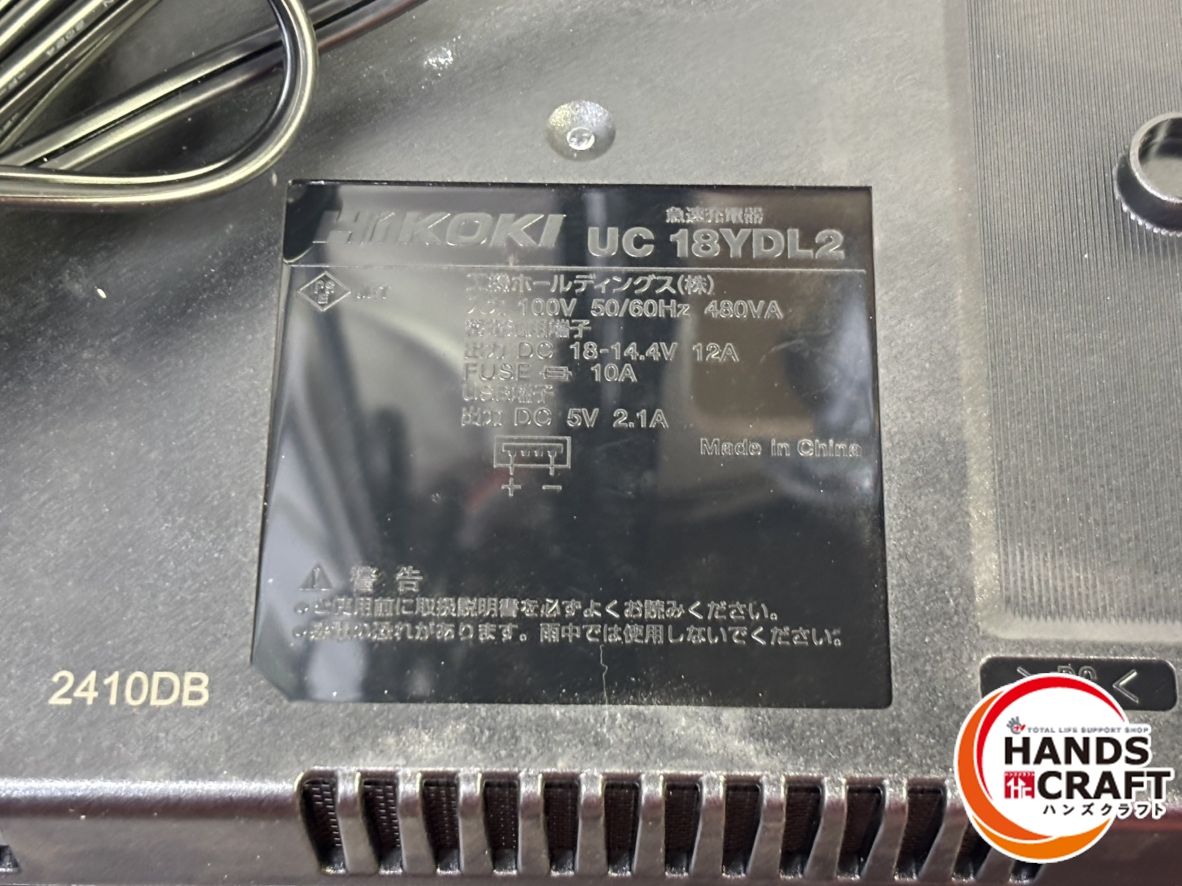 HiKOKI
急速充電器
UC 18YDL2
PS
E
工機ホールディングス(株)
入力 100V 50/60Hz 480VA
端子
出力 DC 18-14.4V 12A
FUSE 10A
USB端子
出力 DC 5V 2.1A
Made in China
+ −
警告
•ご使用前に取扱説明書を必ずよくお読みください。
•感電の恐れがあります。雨中では使用しないでください。
2410DB
> PC <
TOTAL LIFE SUPPORT SHOP
HANDS
CRAFT
ハンズクラフト